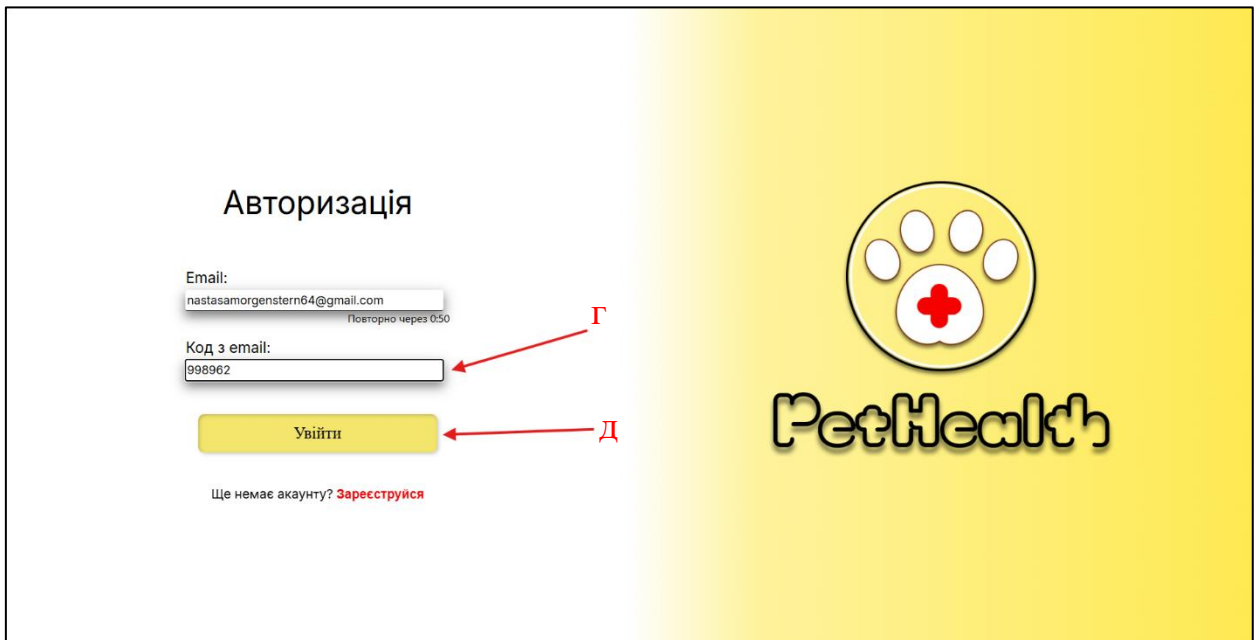 Авторизація
Email:
nastasamorgenstern64@gmail.com
Повторно через 0:50
Г
Код з email:
998962
Увійти
Д
Ще немає акаунту? Зареєструйся
PetHealth